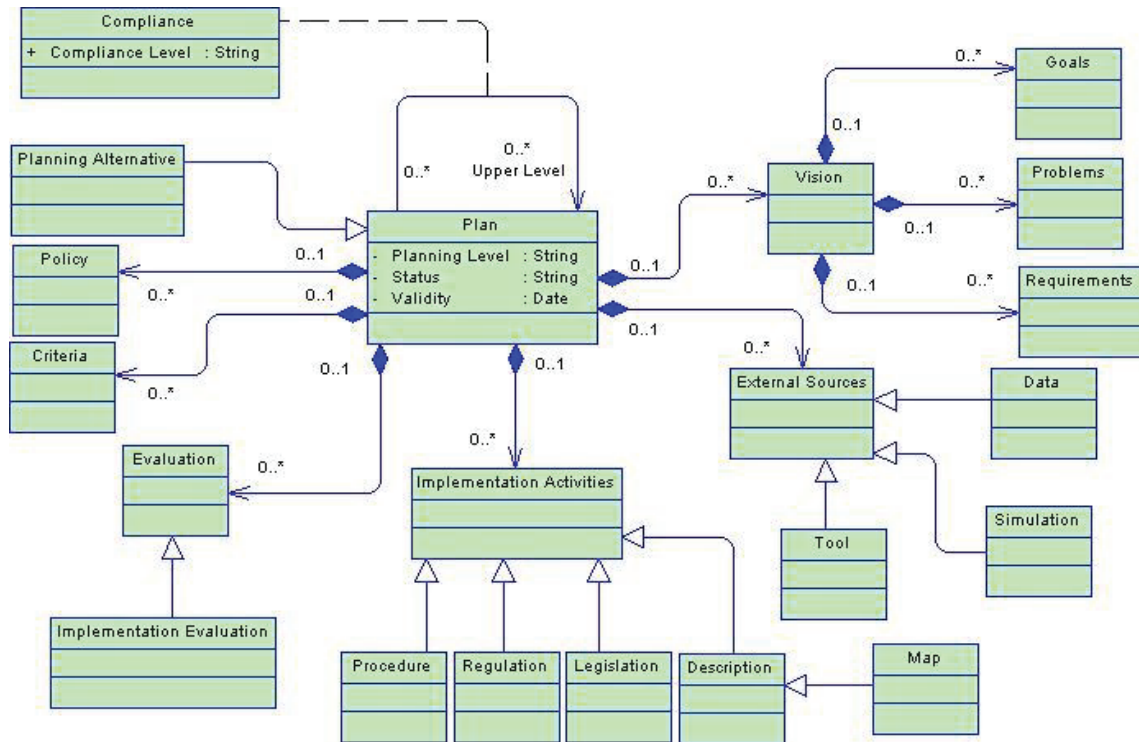 Compliance
+ Compliance Level : String
0..*
0..*
Upper Level
Planning Alternative
Plan
- Planning Level : String
- Status : String
- Validity : Date
Policy
0..1
0..*
Criteria
0..1
0..*
0..1
0..*
Vision
0..1
0..*
Goals
0..1
0..*
Problems
0..1
0..*
Requirements
0..1
0..*
External Sources
Data
Simulation
Tool
0..1
0..*
Evaluation
Implementation Evaluation
0..1
0..*
Implementation Activities
Procedure
Regulation
Legislation
Description
Map